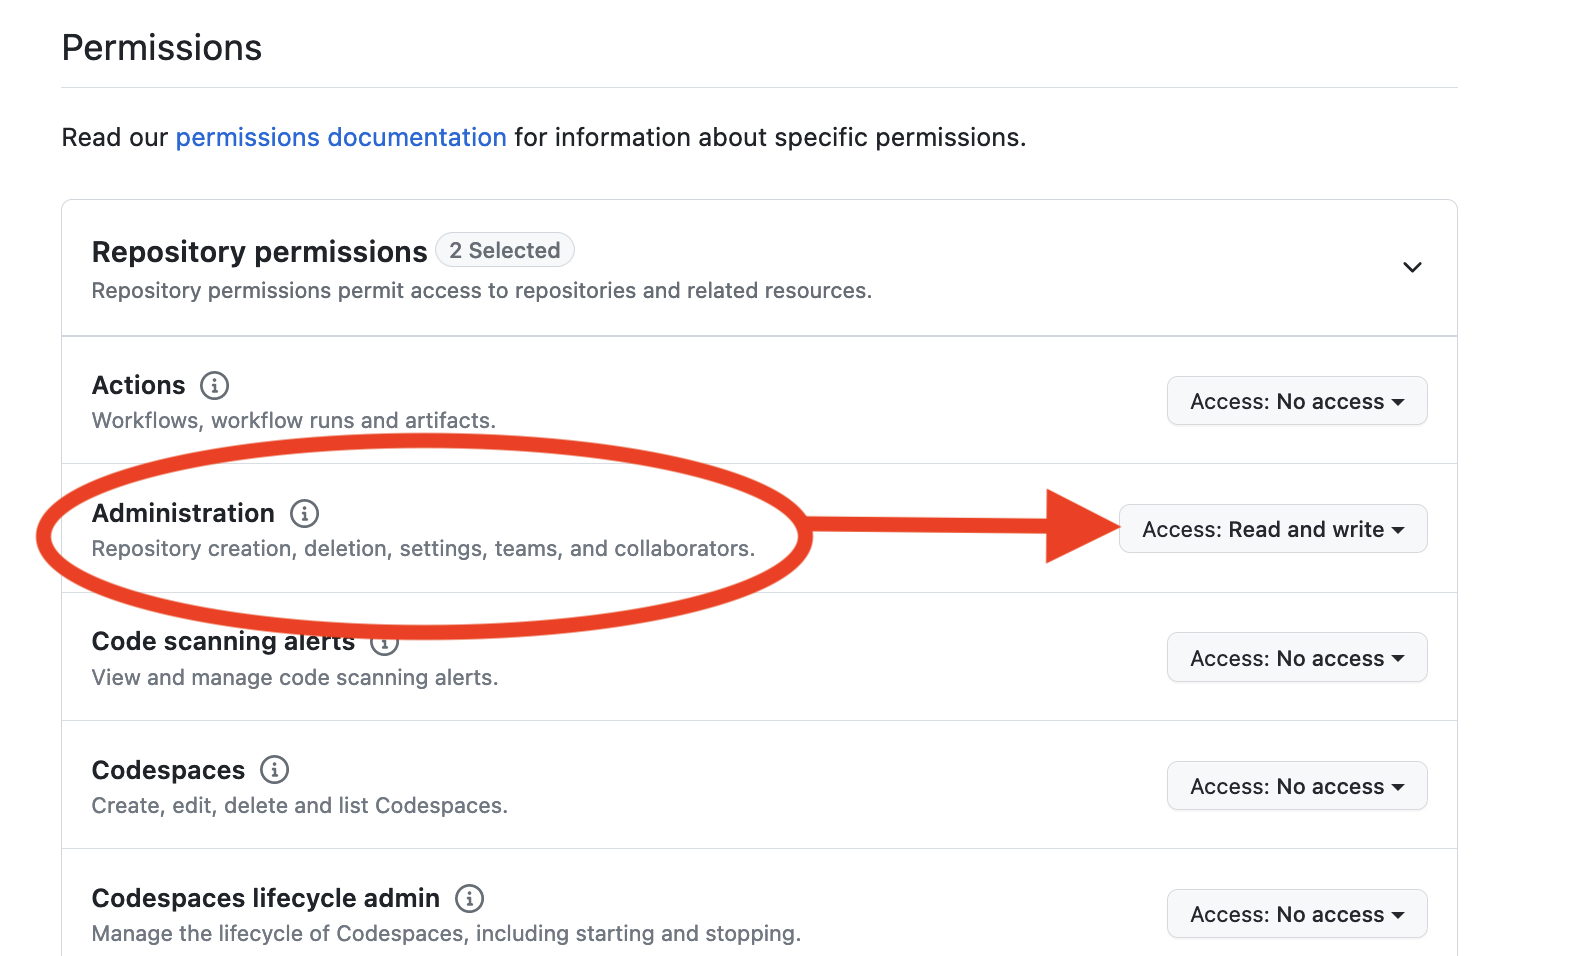 Permissions
Read our permissions documentation for information about specific permissions.
Repository permissions 2 Selected
Repository permissions permit access to repositories and related resources.
Actions
Workflows, workflow runs and artifacts.
Access: No access
Administration
Repository creation, deletion, settings, teams, and collaborators.
Access: Read and write
Code scanning alerts
View and manage code scanning alerts.
Access: No access
Codespaces
Create, edit, delete and list Codespaces.
Access: No access
Codespaces lifecycle admin
Manage the lifecycle of Codespaces, including starting and stopping.
Access: No access